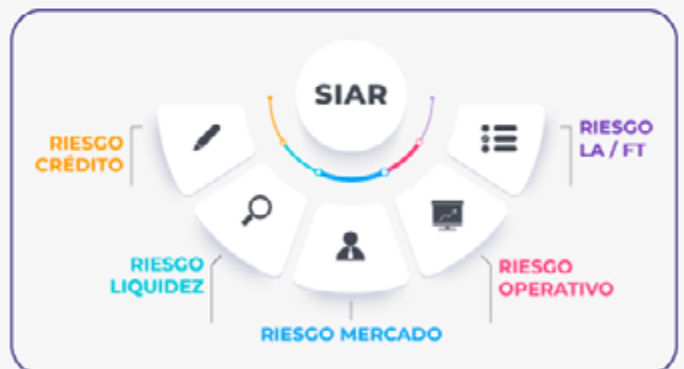 SIAR
RIESGO
CRÉDITO
RIESGO
LIQUIDEZ
RIESGO MERCADO
RIESGO
OPERATIVO
RIESGO
LA / FT